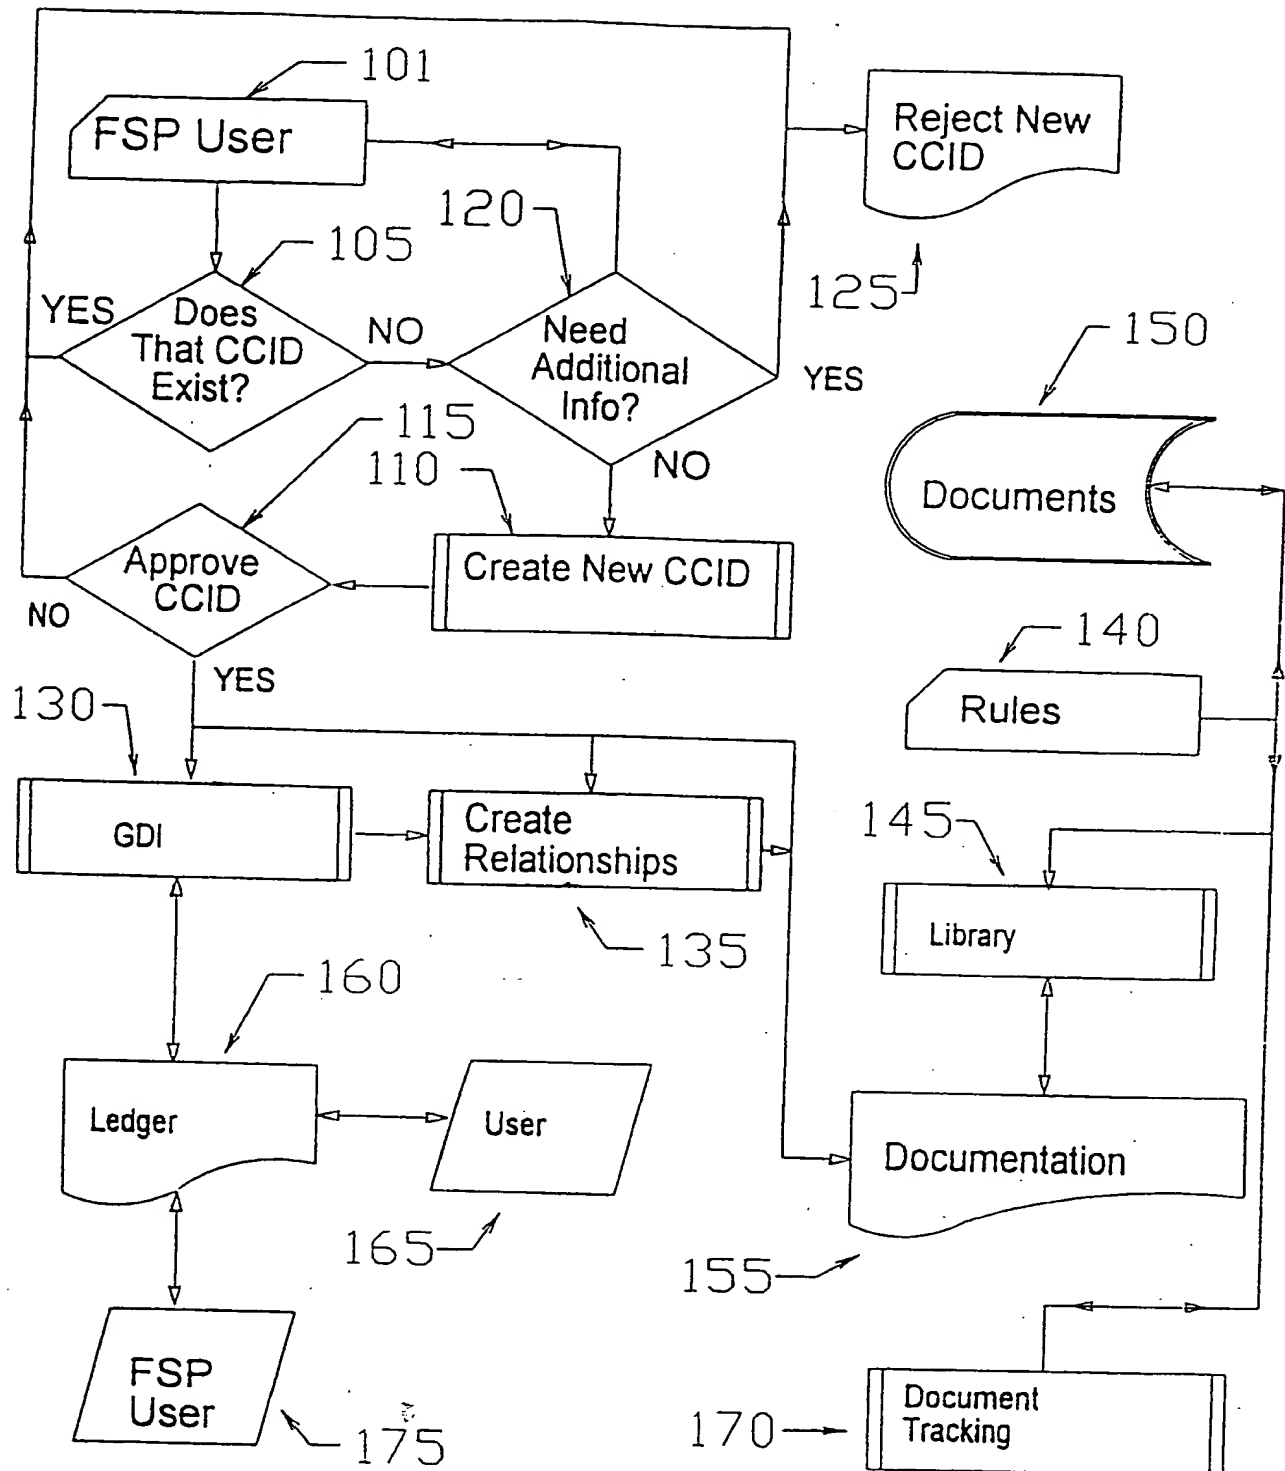 101
FSP User
Reject New
CCID
120
105
125
YES
Does
That CCID
Exist?
NO
Need
Additional
Info?
YES
150
115
110
NO
Documents
Approve
CCID
Create New CCID
NO
YES
140
Rules
130
GDI
Create
Relationships
145
135
Library
160
Ledger
User
Documentation
165
155
FSP
User
175
170
Document
Tracking